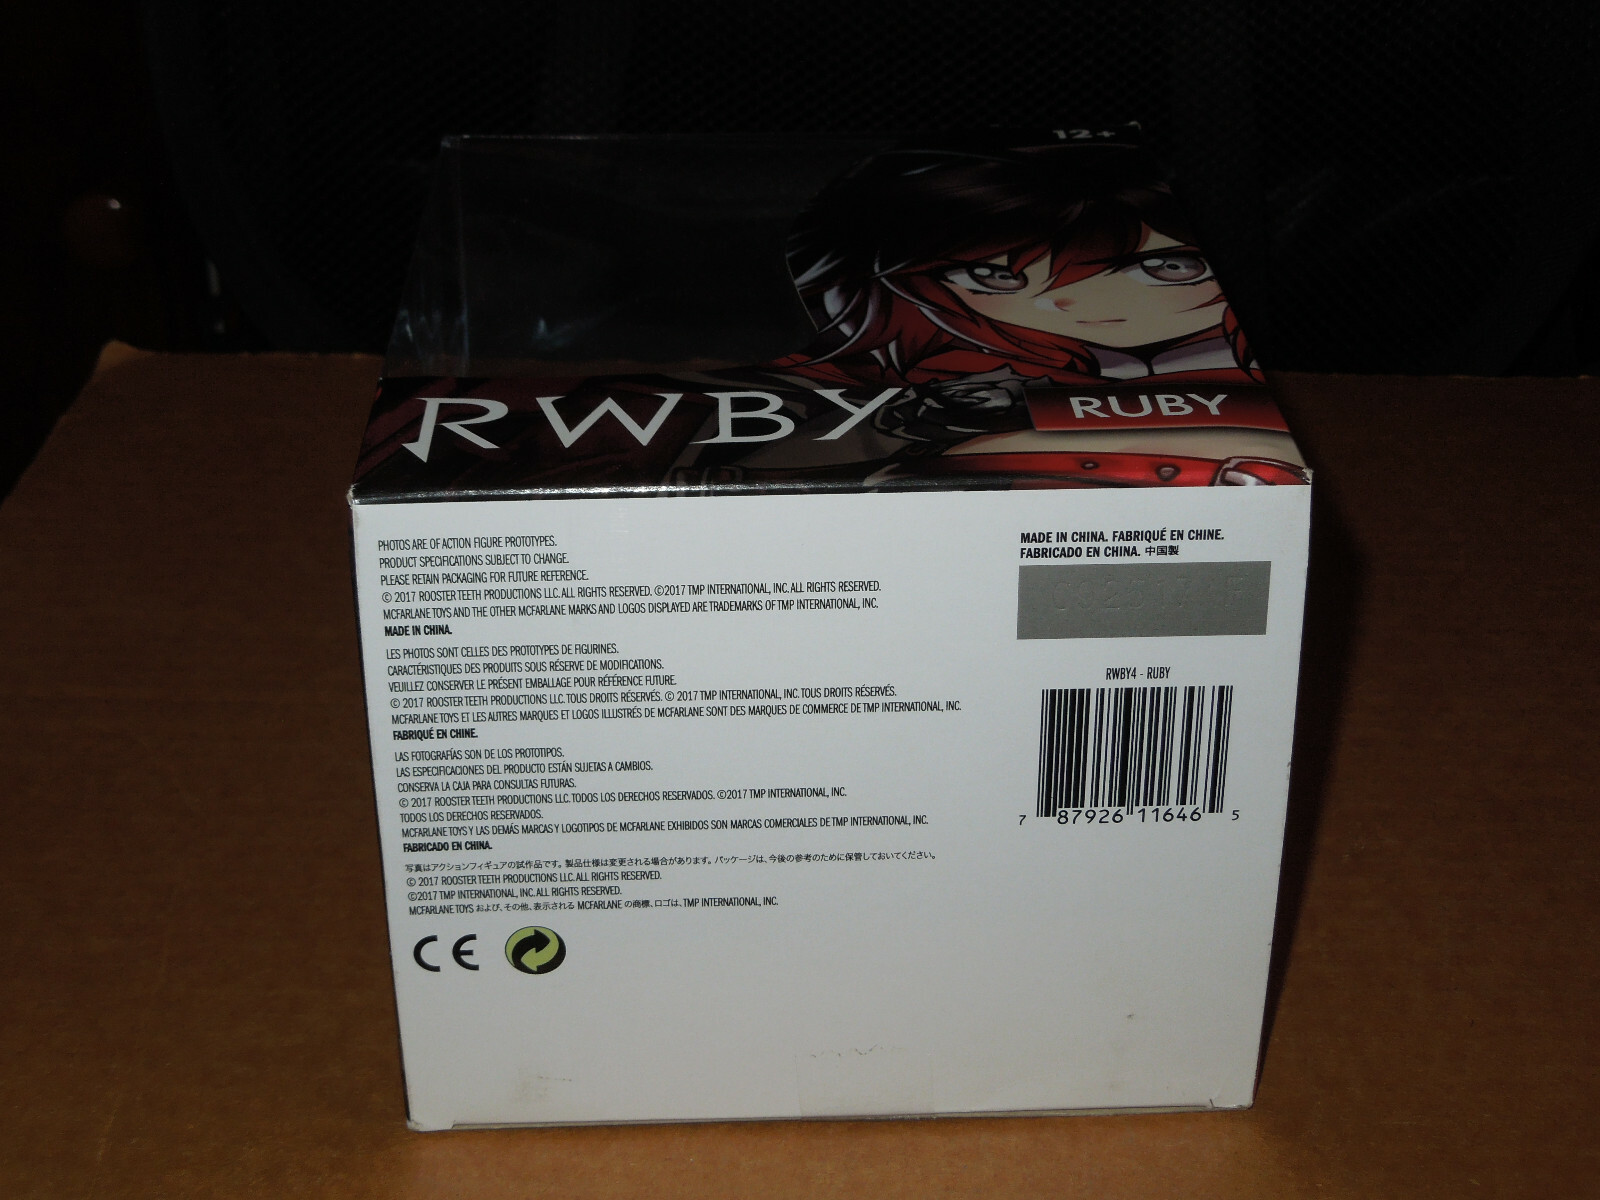 12+
RWBY
RUBY
PHOTOS ARE OF ACTION FIGURE PROTOTYPES.
PRODUCT SPECIFICATIONS SUBJECT TO CHANGE.
PLEASE RETAIN PACKAGING FOR FUTURE REFERENCE.
© 2017 ROOSTER TEETH PRODUCTIONS LLC. ALL RIGHTS RESERVED. ©2017 TMP INTERNATIONAL, INC. ALL RIGHTS RESERVED.
MCFARLANE TOYS AND THE OTHER MCFARLANE MARKS AND LOGOS DISPLAYED ARE TRADEMARKS OF TMP INTERNATIONAL, INC.
MADE IN CHINA.
LES PHOTOS SONT CELLES DES PROTOTYPES DE FIGURINES.
CARACTÉRISTIQUES DES PRODUITS SOUS RÉSERVE DE MODIFICATIONS.
VEUILLEZ CONSERVER LE PRÉSENT EMBALLAGE POUR RÉFÉRENCE FUTURE.
© 2017 ROOSTER TEETH PRODUCTIONS LLC. TOUS DROITS RÉSERVÉS. © 2017 TMP INTERNATIONAL, INC. TOUS DROITS RÉSERVÉS.
MCFARLANE TOYS ET LES AUTRES MARQUES ET LOGOS ILLUSTRÉS DE MCFARLANE SONT DES MARQUES DE COMMERCE DE TMP INTERNATIONAL, INC.
FABRIQUÉ EN CHINE.
LAS FOTOGRAFÍAS SON DE LOS PROTOTIPOS.
LAS ESPECIFICACIONES DEL PRODUCTO ESTÁN SUJETAS A CAMBIOS.
CONSERVA LA CAJA PARA CONSULTAS FUTURAS.
© 2017 ROOSTER TEETH PRODUCTIONS LLC. TODOS LOS DERECHOS RESERVADOS. ©2017 TMP INTERNATIONAL, INC.
TODOS LOS DERECHOS RESERVADOS.
MCFARLANE TOYS Y LAS DEMÁS MARCAS Y LOGOTIPOS DE MCFARLANE EXHIBIDOS SON MARCAS COMERCIALES DE TMP INTERNATIONAL, INC.
FABRICADO EN CHINA.
写真はアクションフィギュアの試作品です。製品仕様は変更される場合があります。パッケージは、今後の参考のために保管しておいてください。
© 2017 ROOSTER TEETH PRODUCTIONS LLC. ALL RIGHTS RESERVED.
©2017 TMP INTERNATIONAL, INC. ALL RIGHTS RESERVED.
MCFARLANE TOYS および、その他、表示される MCFARLANE の商標、ロゴは、TMP INTERNATIONAL, INC.
CE
MADE IN CHINA. FABRIQUÉ EN CHINE.
FABRICADO EN CHINA. 中国製
RWBY4 - RUBY
7 87926 11646 5